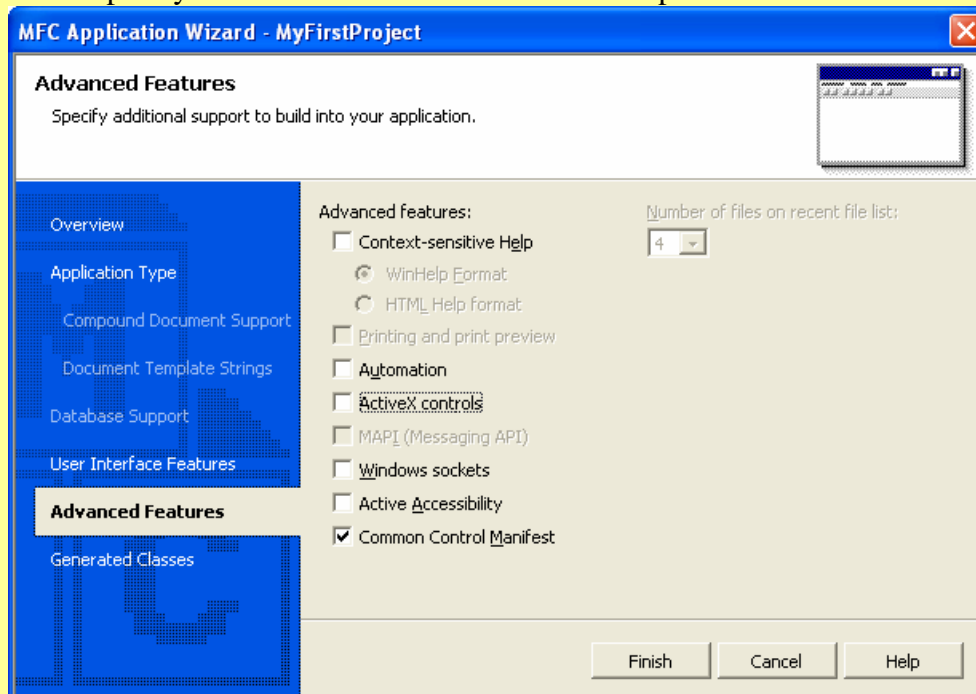 MFC Application Wizard - MyFirstProject
Advanced Features
Specify additional support to build into your application.
Overview
Application Type
Compound Document Support
Document Template Strings
Database Support
User Interface Features
Advanced Features
Generated Classes
Advanced features:
Context-sensitive Help
WinHelp Format
HTML Help format
Printing and print preview
Automation
ActiveX controls
MAPI (Messaging API)
Windows sockets
Active Accessibility
Common Control Manifest
Number of files on recent file list:
4
Finish
Cancel
Help